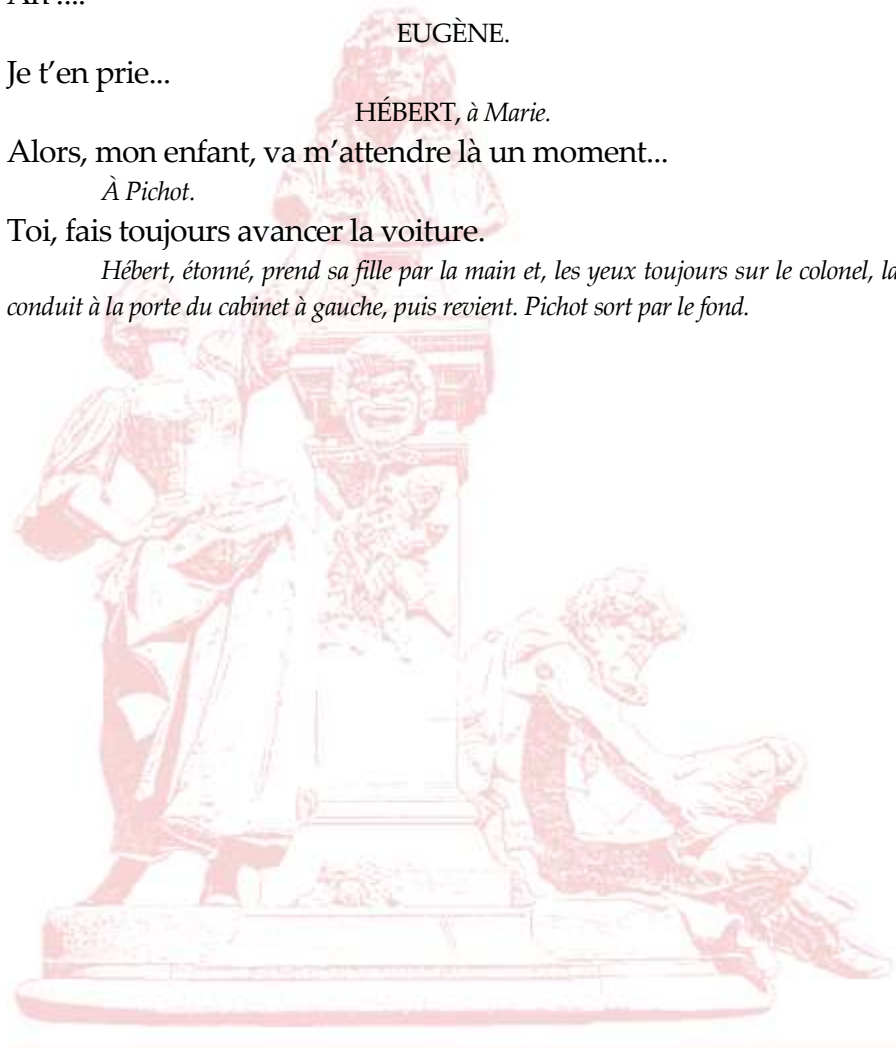 EUGÈNE.
Je t’en prie...
HÉBERT, à Marie.
Alors, mon enfant, va m’attendre là un moment...
À Pichot.
Toi, fais toujours avancer la voiture.
Hébert, étonné, prend sa fille par la main et, les yeux toujours sur le colonel, la
conduit à la porte du cabinet à gauche, puis revient. Pichot sort par le fond.